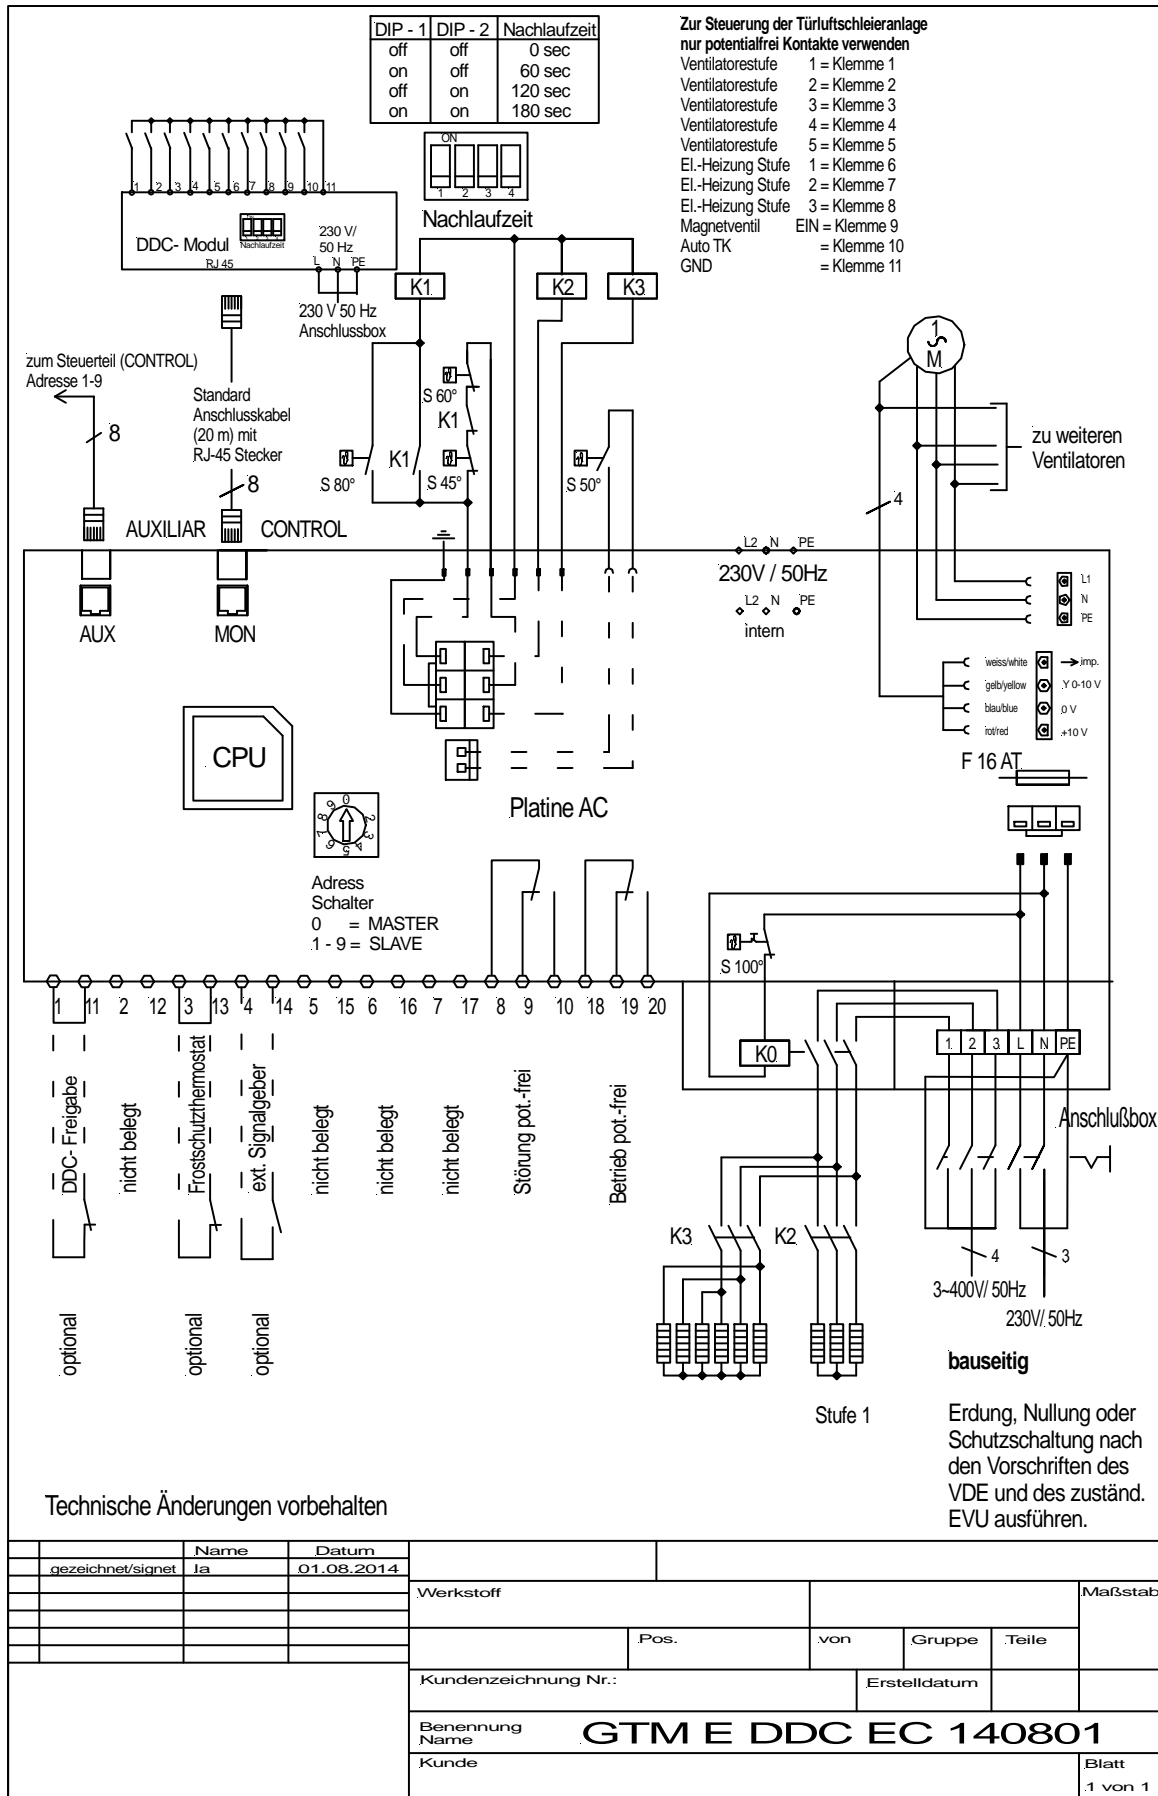 DIP - 1 DIP - 2 Nachlaufzeit
off off 0 sec
on off 60 sec
off on 120 sec
on on 180 sec
ON
1 2 3 4
Nachlaufzeit
Zur Steuerung der Türluftschleieranlage
nur potentialfrei Kontakte verwenden
Ventilatorestufe 1 = Klemme 1
Ventilatorestufe 2 = Klemme 2
Ventilatorestufe 3 = Klemme 3
Ventilatorestufe 4 = Klemme 4
Ventilatorestufe 5 = Klemme 5
El.-Heizung Stufe 1 = Klemme 6
El.-Heizung Stufe 2 = Klemme 7
El.-Heizung Stufe 3 = Klemme 8
Magnetventil EIN = Klemme 9
Auto TK = Klemme 10
GND = Klemme 11
1 2 3 4 5 6 7 8 9 10 11
DDC- Modul
Nachlaufzeit
230 V/
50 Hz
RJ 45
L N PE
230 V 50 Hz
Anschlussbox
K1 K2 K3
zum Steuerteil (CONTROL)
Adresse 1-9
8
Standard
Anschlusskabel
(20 m) mit
RJ-45 Stecker
8
S 60°
K1
S 80°
K1
S 45°
S 50°
1
M
zu weiteren
Ventilatoren
4
AUXILIAR CONTROL
AUX MON
L2 N PE
230V / 50Hz
L2 N PE
intern
L1
N
PE
weiss/white imp.
gelb/yellow Y 0-10 V
blau/blue 0 V
rot/red +10 V
F 16 AT
CPU
Platine AC
0 2 3 4 5 6 7 8 9
Adress
Schalter
0 = MASTER
1 - 9 = SLAVE
S 100°
1 11 2 12 3 13 4 14 5 15 6 16 7 17 8 9 10 18 19 20
K0
1 2 3 L N PE
Anschlußbox
DDC- Freigabe
nicht belegt
Frostschutzthermostat
ext. Signalgeber
nicht belegt
nicht belegt
nicht belegt
Störung pot.-frei
Betrieb pot.-frei
K3 K2
4 3
3~400V/ 50Hz
230V/ 50Hz
optional
optional
optional
bauseitig
Stufe 1
Erdung, Nullung oder
Schutzschaltung nach
den Vorschriften des
VDE und des zuständ.
EVU ausführen.
Technische Änderungen vorbehalten
Name Datum
gezeichnet/signet Ja 01.08.2014
Werkstoff Maßstab
Pos. von Gruppe Teile
Kundenzeichnung Nr.: Erstelldatum
Benennung
Name
GTM E DDC EC 140801
Kunde Blatt
1 von 1